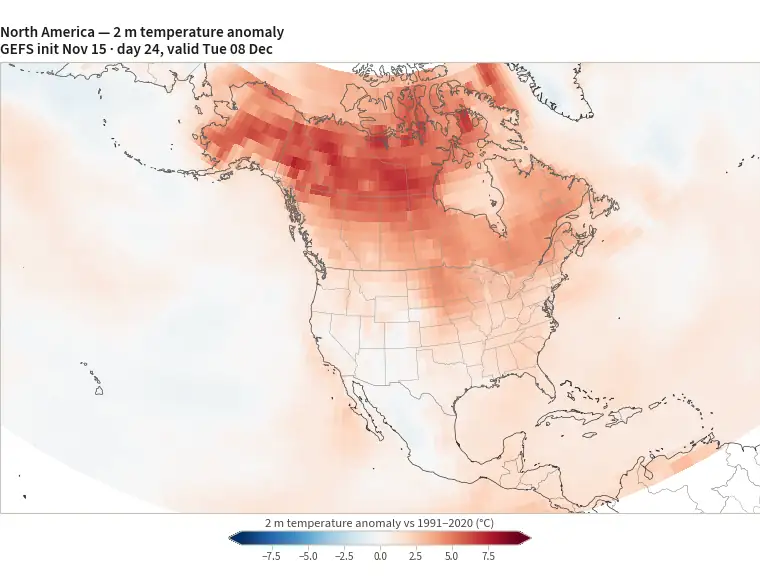 North America — 2 m temperature anomaly
GEFS init Nov 15 · day 24, valid Tue 08 Dec
2 m temperature anomaly vs 1991–2020 (°C)
−7.5 −5.0 −2.5 0.0 2.5 5.0 7.5